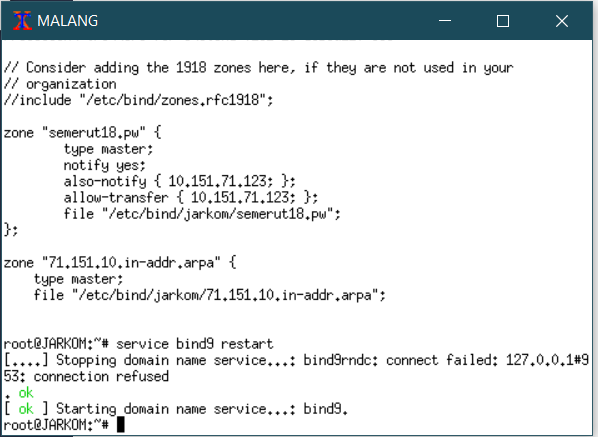 MALANG
// Consider adding the 1918 zones here, if they are not used in your
// organization
//include "/etc/bind/zones.rfc1918";
zone "semerut18.pw" {
        type master;
        notify yes;
        also-notify { 10.151.71.123; };
        allow-transfer { 10.151.71.123; };
        file "/etc/bind/jarkom/semerut18.pw";
};
zone "71.151.10.in-addr.arpa" {
    type master;
    file "/etc/bind/jarkom/71.151.10.in-addr.arpa";
root@JARKOM:~# service bind9 restart
[....] Stopping domain name service...: bind9rndc: connect failed: 127.0.0.1#9
53: connection refused
. ok
[ ok ] Starting domain name service...: bind9.
root@JARKOM:~#